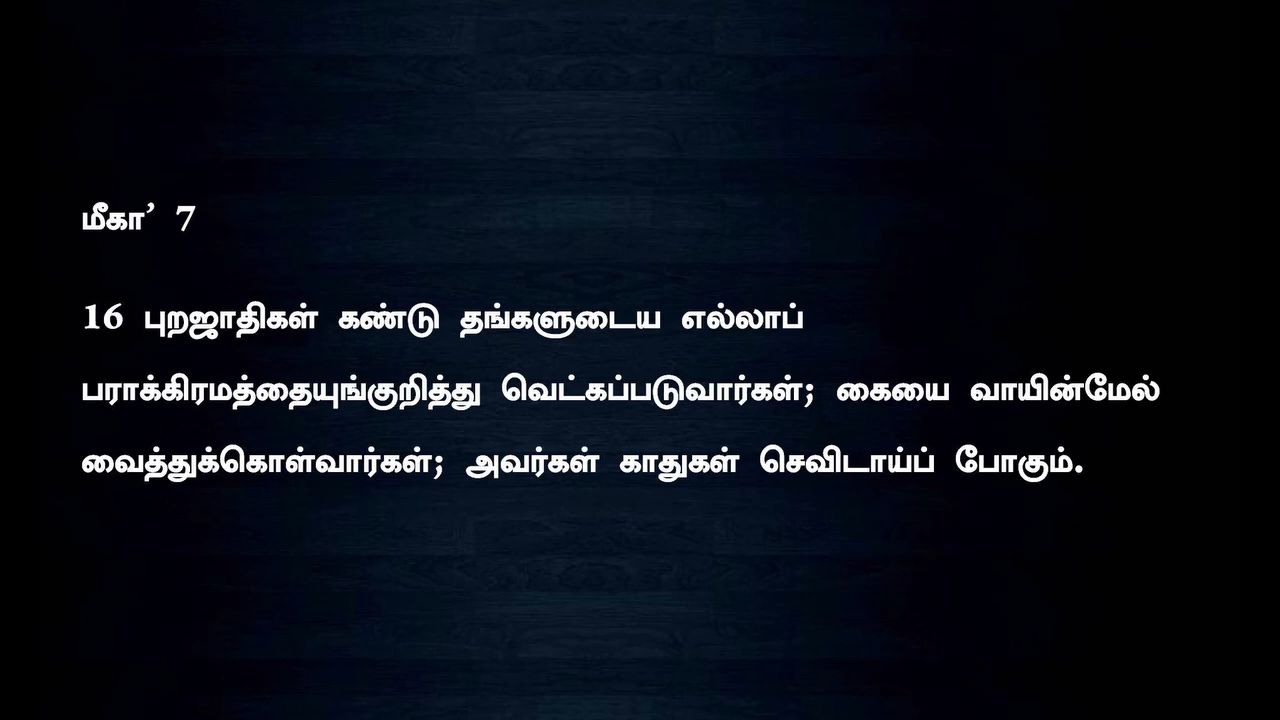 மீகா’ 7
16 புறஜாதிகள் கண்டு தங்களுடைய எல்லாப்
பராக்கிரமத்தையுங்குறித்து வெட்கப்படுவார்கள்; கையை வாயின்மேல்
வைத்துக்கொள்வார்கள்; அவர்கள் காதுகள் செவிடாய்ப் போகும்.